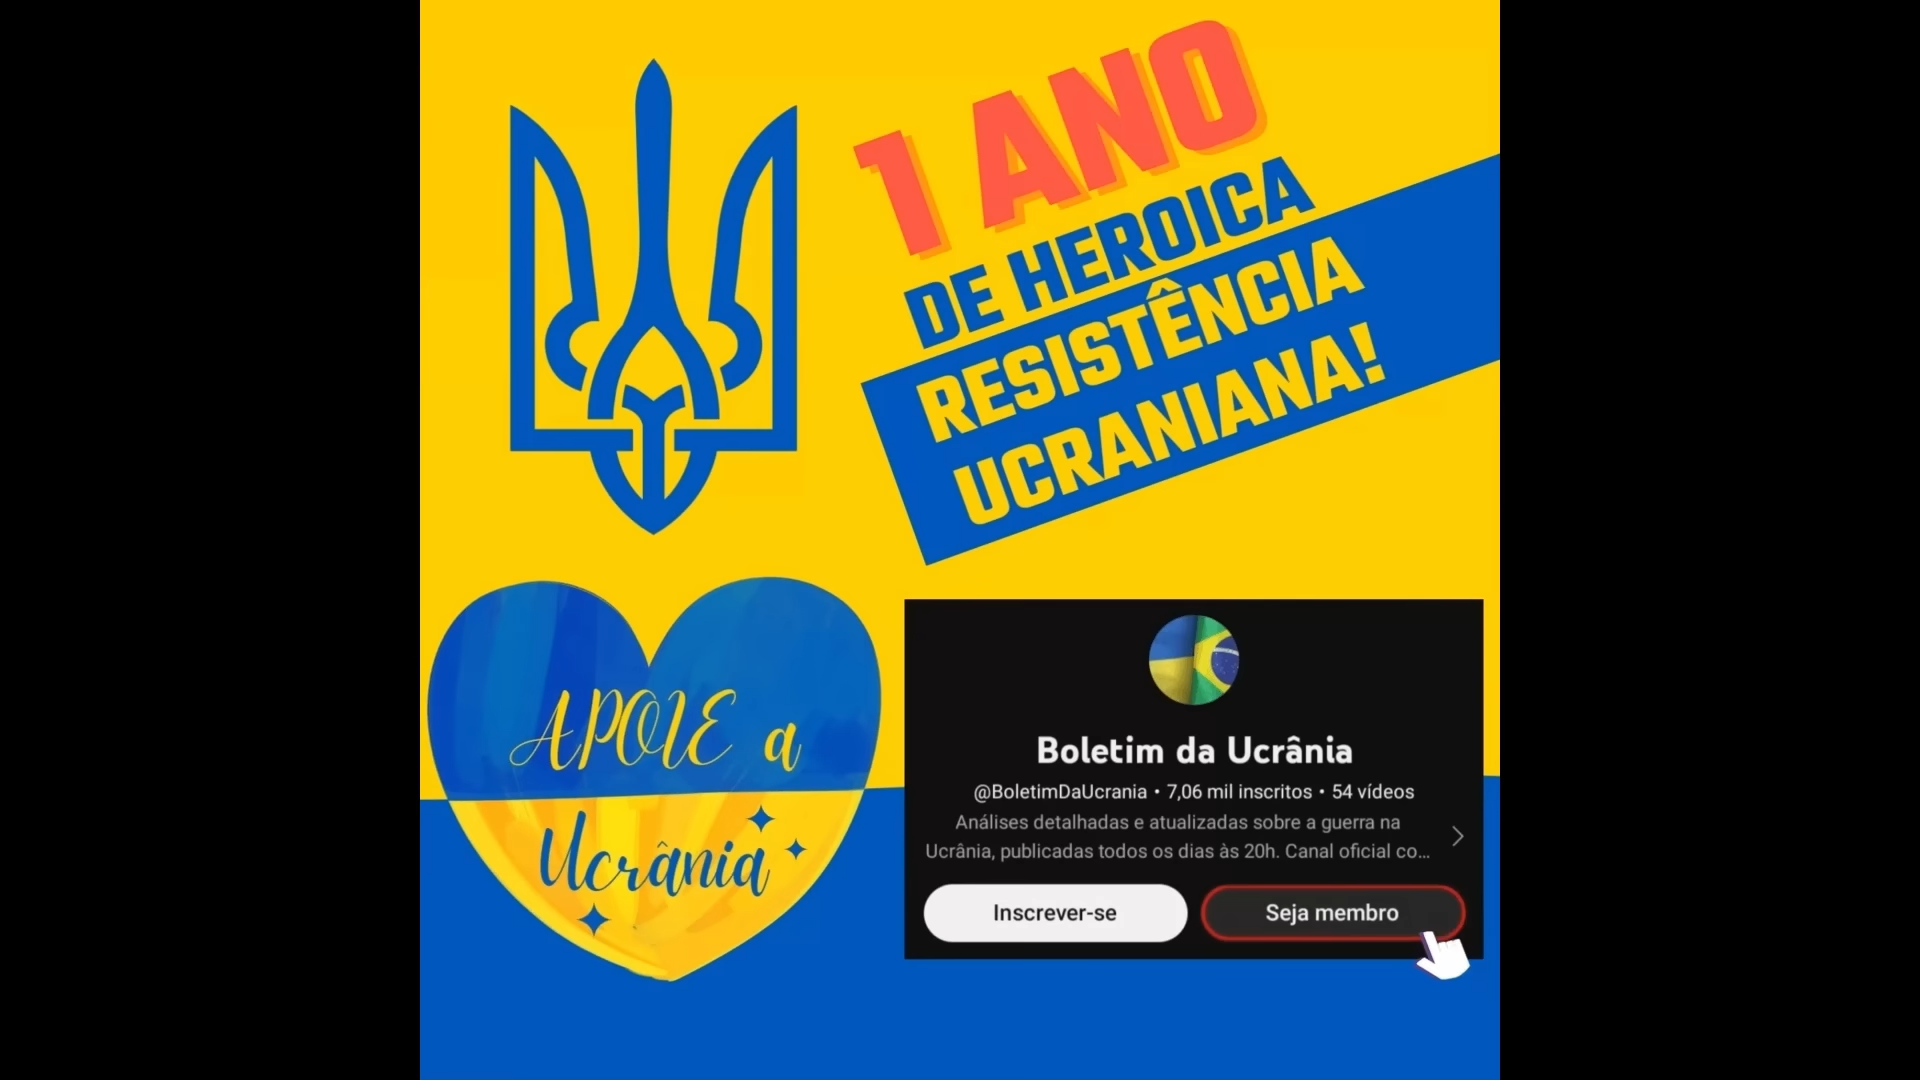 1 ANO
DE HEROICA
RESISTÊNCIA
UCRANIANA!
APOIE a
Ucrânia
Boletim da Ucrânia
@BoletimDaUcrania • 7,06 mil inscritos • 54 vídeos
Análises detalhadas e atualizadas sobre a guerra na
Ucrânia, publicadas todos os dias às 20h. Canal oficial co...
Inscrever-se
Seja membro